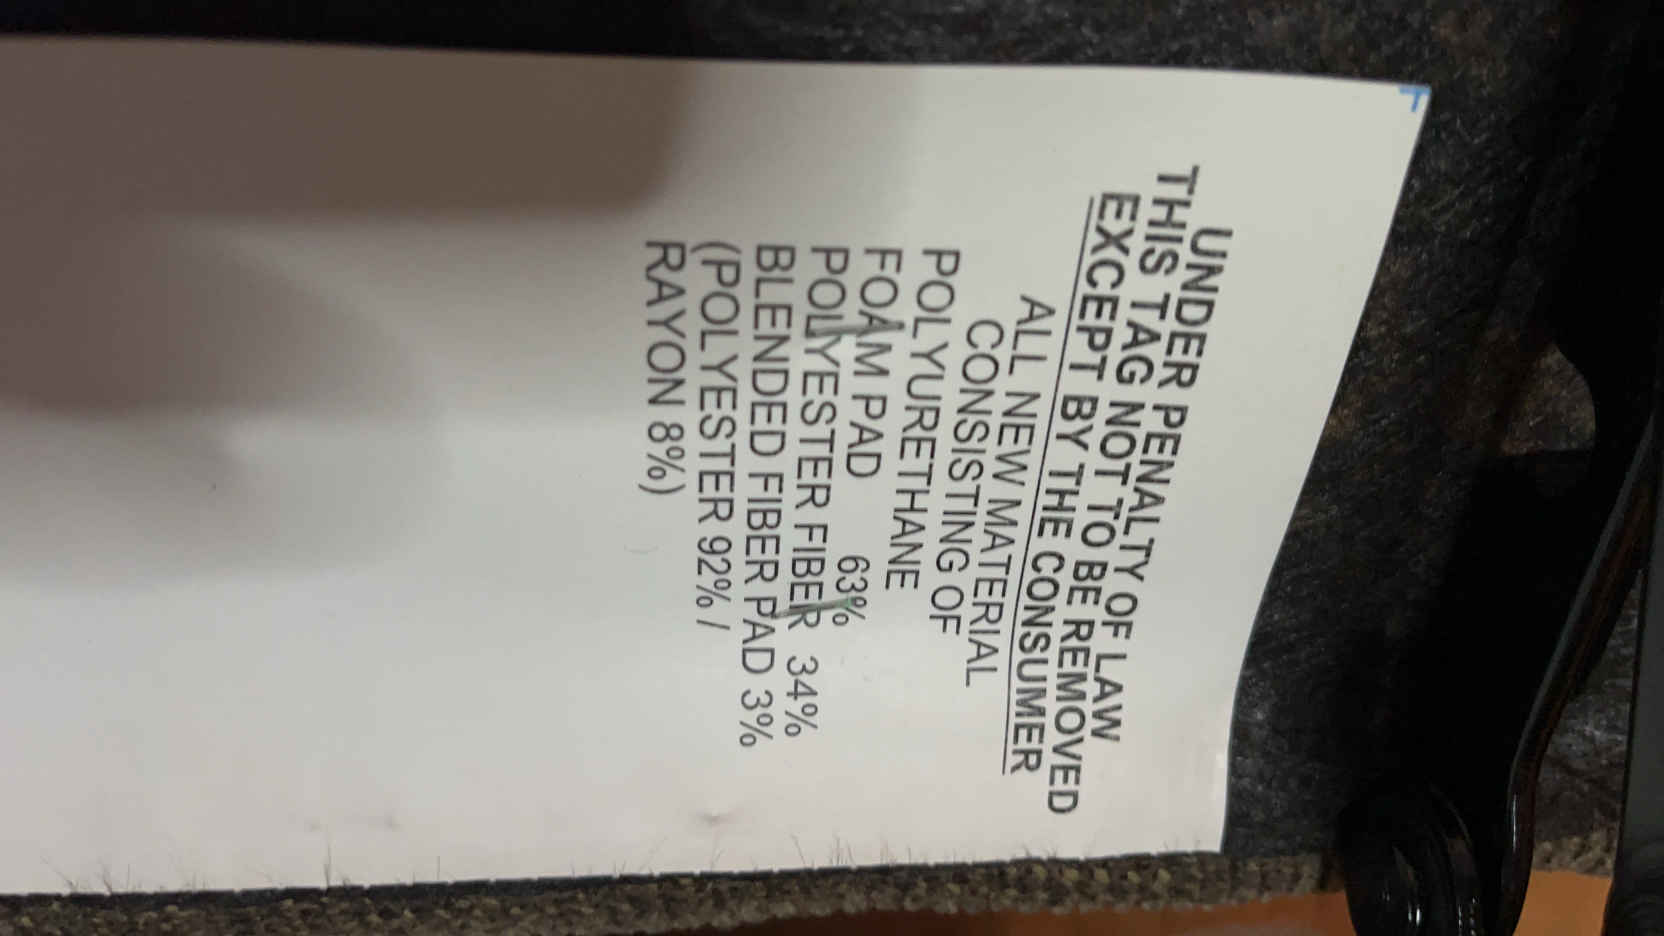 UNDER PENALTY OF LAW
THIS TAG NOT TO BE REMOVED
EXCEPT BY THE CONSUMER
ALL NEW MATERIAL
CONSISTING OF
POLYURETHANE
FOAM PAD 63%
POLYESTER FIBER 34%
BLENDED FIBER PAD 3%
(POLYESTER 92% /
RAYON 8%)